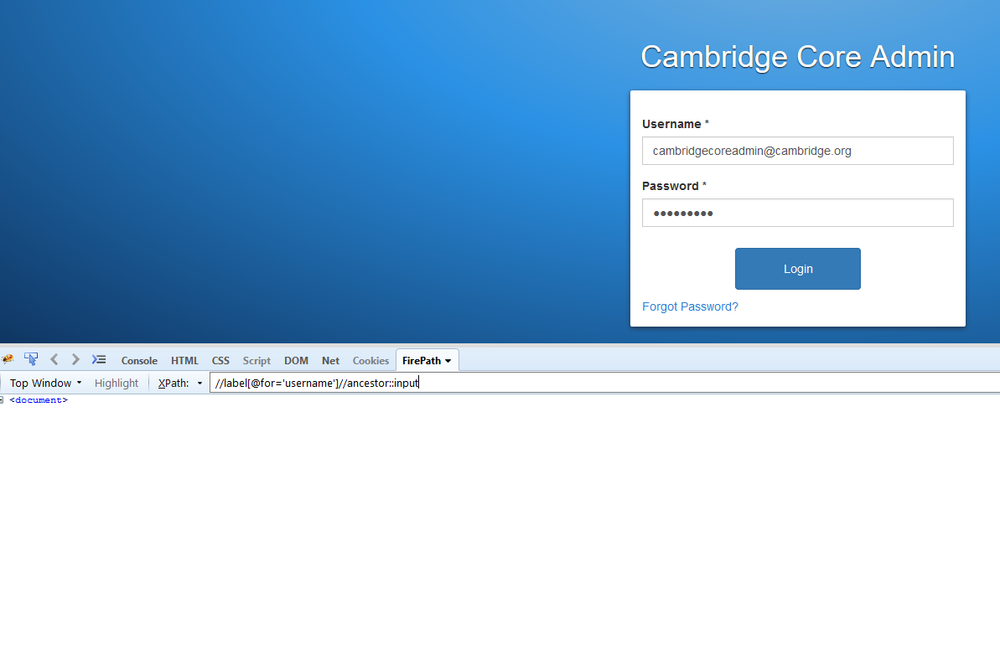 Cambridge Core Admin
Username *
cambridgecoreadmin@cambridge.org
Password *
●●●●●●●●●
Login
Forgot Password?
Console HTML CSS Script DOM Net Cookies FirePath
Top Window Highlight XPath: //label[@for='username']//ancestor::input
<document>